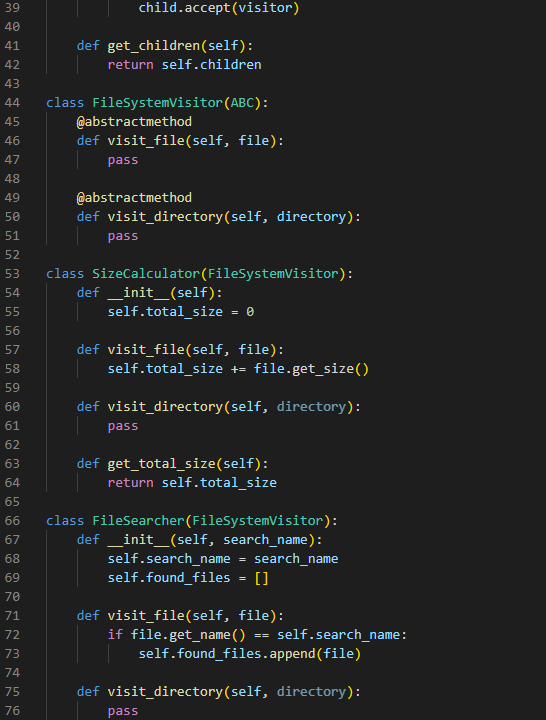 39 child.accept(visitor)
40
41 def get_children(self):
42 return self.children
43
44 class FileSystemVisitor(ABC):
45 @abstractmethod
46 def visit_file(self, file):
47 pass
48
49 @abstractmethod
50 def visit_directory(self, directory):
51 pass
52
53 class SizeCalculator(FileSystemVisitor):
54 def __init__(self):
55 self.total_size = 0
56
57 def visit_file(self, file):
58 self.total_size += file.get_size()
59
60 def visit_directory(self, directory):
61 pass
62
63 def get_total_size(self):
64 return self.total_size
65
66 class FileSearcher(FileSystemVisitor):
67 def __init__(self, search_name):
68 self.search_name = search_name
69 self.found_files = []
70
71 def visit_file(self, file):
72 if file.get_name() == self.search_name:
73 self.found_files.append(file)
74
75 def visit_directory(self, directory):
76 pass